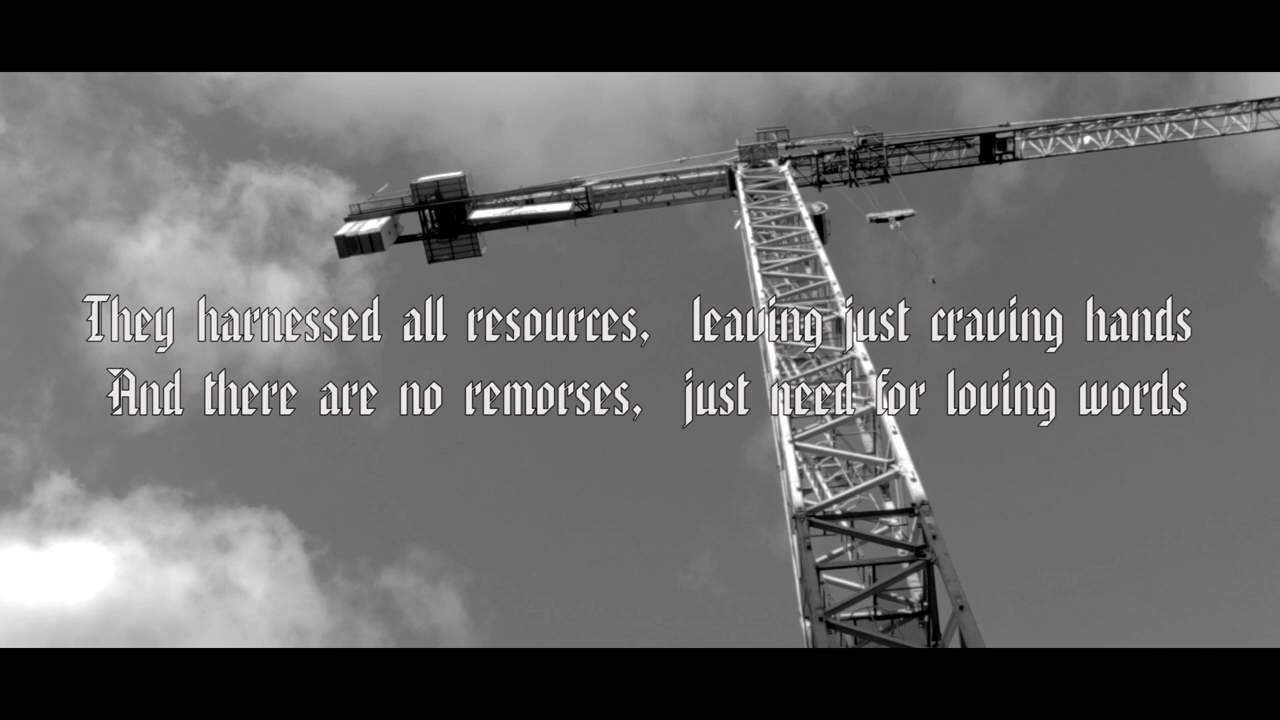 They harnessed all resources, leaving just craving hands
And there are no remorses, just need for loving words